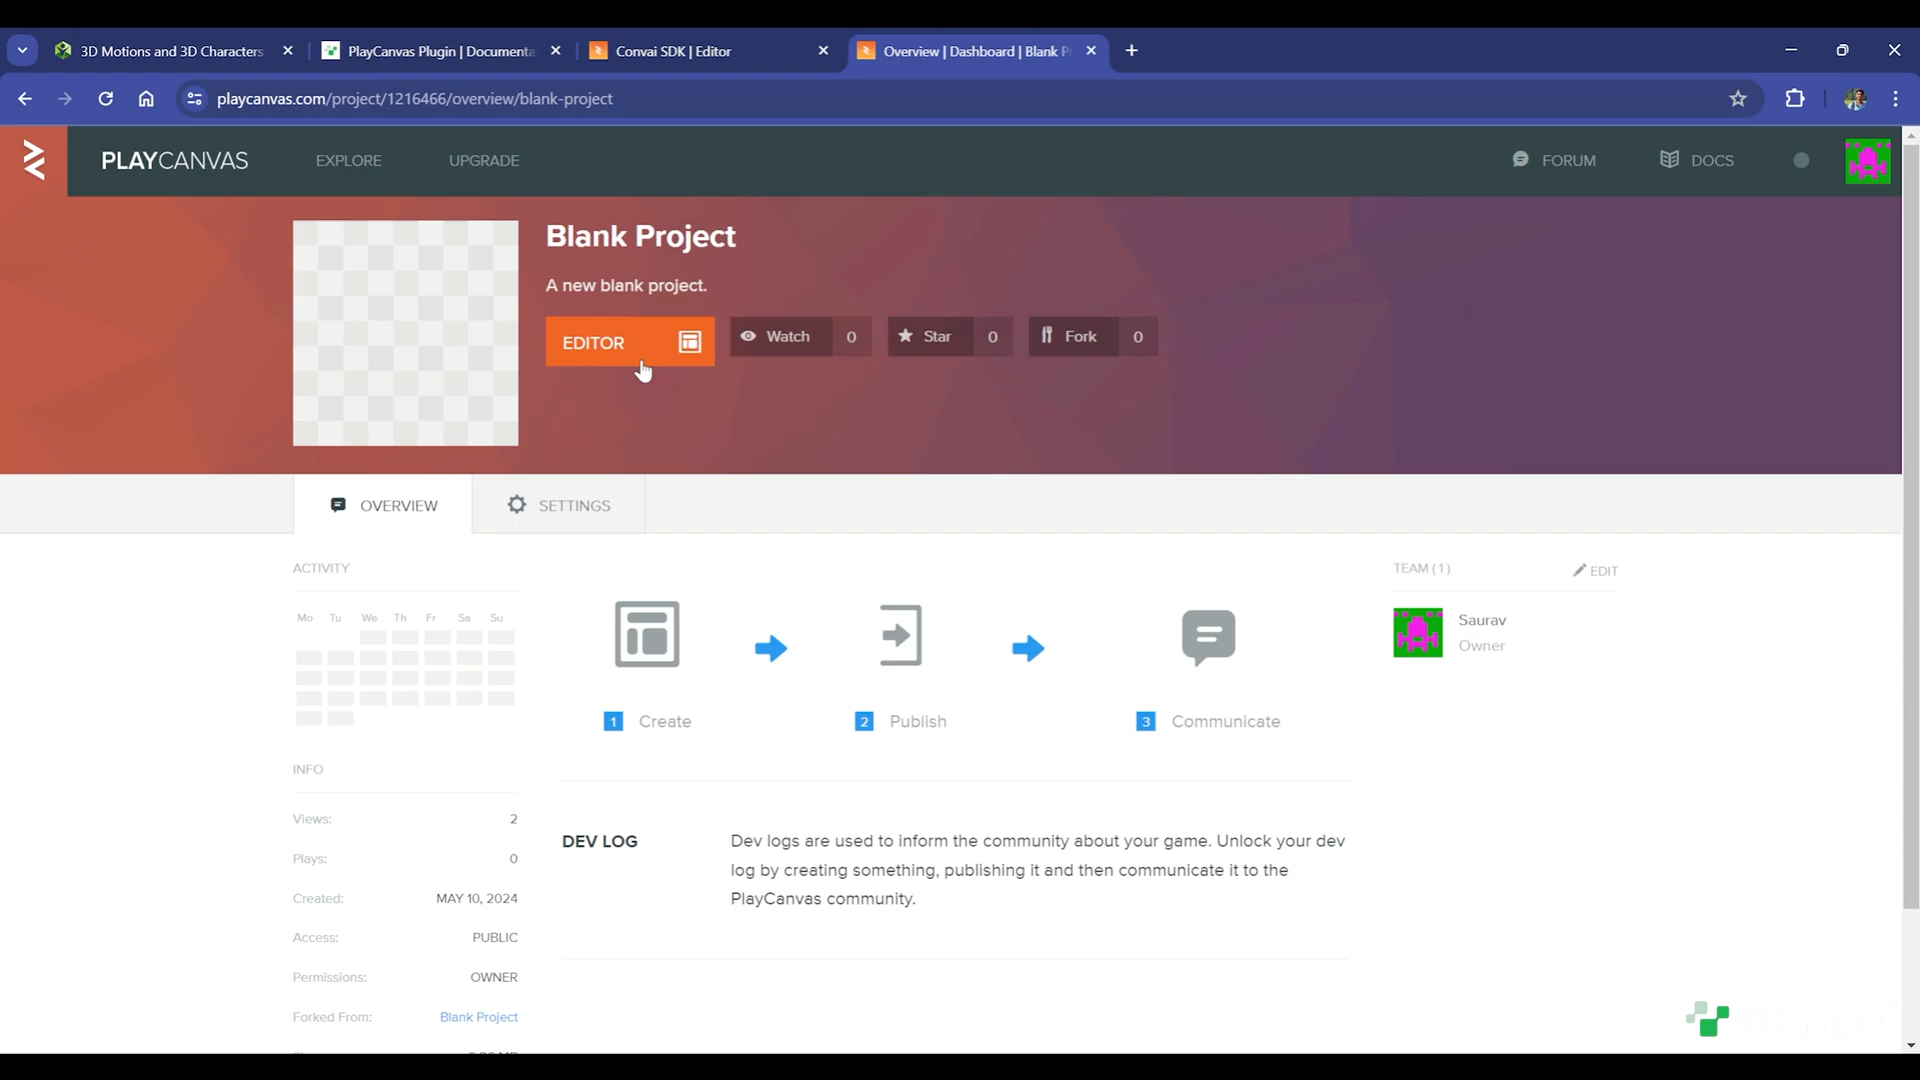 3D Motions and 3D Characters
PlayCanvas Plugin | Documenta
Convai SDK | Editor
Overview | Dashboard | Blank P
playcanvas.com/project/1216466/overview/blank-project
PLAYCANVAS
EXPLORE
UPGRADE
FORUM
DOCS
Blank Project
A new blank project.
EDITOR
Watch 0
Star 0
Fork 0
OVERVIEW
SETTINGS
ACTIVITY
Mo Tu We Th Fr Sa Su
1 Create
2 Publish
3 Communicate
TEAM (1)
EDIT
Saurav
Owner
INFO
Views: 2
Plays: 0
Created: MAY 10, 2024
Access: PUBLIC
Permissions: OWNER
Forked From: Blank Project
DEV LOG
Dev logs are used to inform the community about your game. Unlock your dev
log by creating something, publishing it and then communicate it to the
PlayCanvas community.